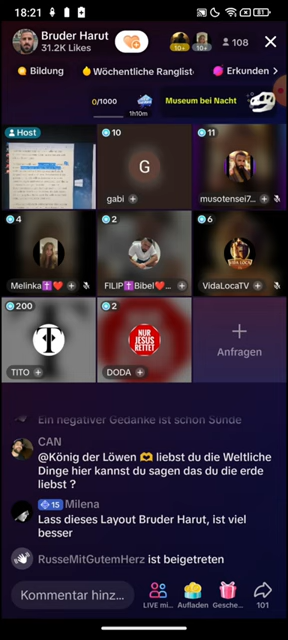 18:21
81
Bruder Harut
31.2K Likes
10+
10+
108
Bildung
Wöchentliche Ranglist
Erkunden
0/1000
1h10m
Museum bei Nacht
Host
10
11
G
gabi
musotensei7...
4
2
6
Melinka✝️❤️
FILIP✝️Bibel❤️...
VidaLocaTV
200
2
T
NUR
JESUS
RETTET
TITO
DODA
Anfragen
Ein negativer Gedanke ist schon Sünde
CAN
@König der Löwen 🫶 liebst du die Weltliche
Dinge hier kannst du sagen das du die erde
liebst ?
15 Milena
Lass dieses Layout Bruder Harut, ist viel
besser
RusseMitGutemHerz ist beigetreten
Kommentar hinz...
LIVE mi...
Aufladen
Gesche...
101